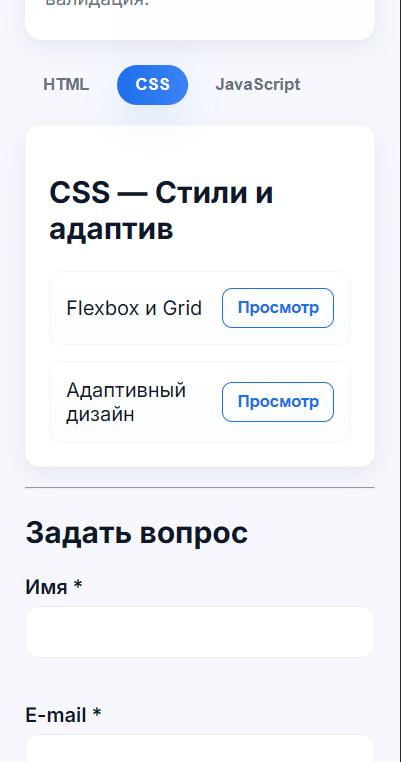 валидация.
HTML CSS JavaScript
CSS — Стили и
адаптив
Flexbox и Grid Просмотр
Адаптивный
дизайн
Просмотр
Задать вопрос
Имя *
E-mail *